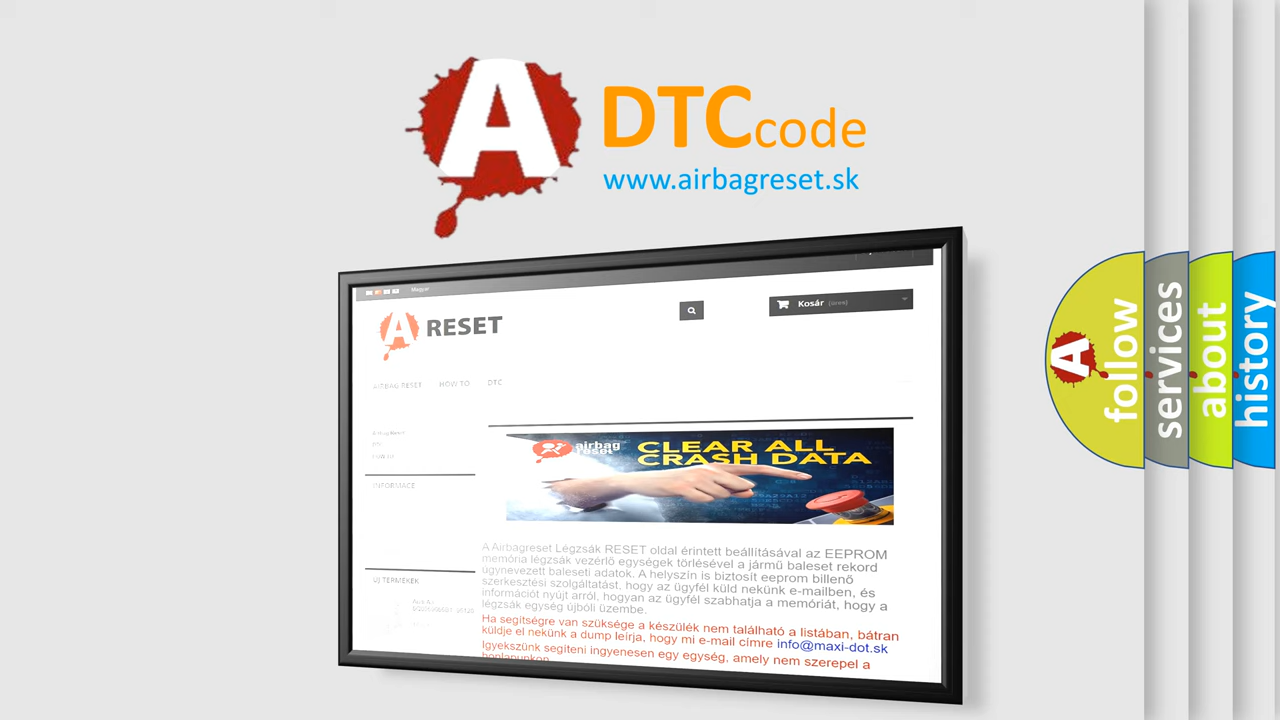 A
DTCcode
www.airbagreset.sk
Magyar
A RESET
Kosár (üres)
AIRBAG RESET HOW TO DTC
airbag
reset
CLEAR ALL
CRASH DATA
INFORMACE
A Airbagreset Légzsák RESET oldal érintett beállításával az EEPROM
memória légzsák vezérlő egységek törlésével a jármű baleset rekord
úgynevezett baleseti adatok. A helyszín is biztosít eeprom billenő
szerkesztési szolgáltatást, hogy az ügyfél küld nekünk e-mailben, és
információt nyújt arról, hogyan az ügyfél szabhatja a memóriát, hogy a
légzsák egység újbóli üzembe.
Ha segítségre van szüksége a készülék nem található a listában, bátran
küldje el nekünk a dump leírja, hogy mi e-mail címre info@maxi-dot.sk
Igyekszünk segíteni ingyenesen egy egység, amely nem szerepel a
honlapunkon
ÚJ TERMÉKEK
A
follow
services
about
history